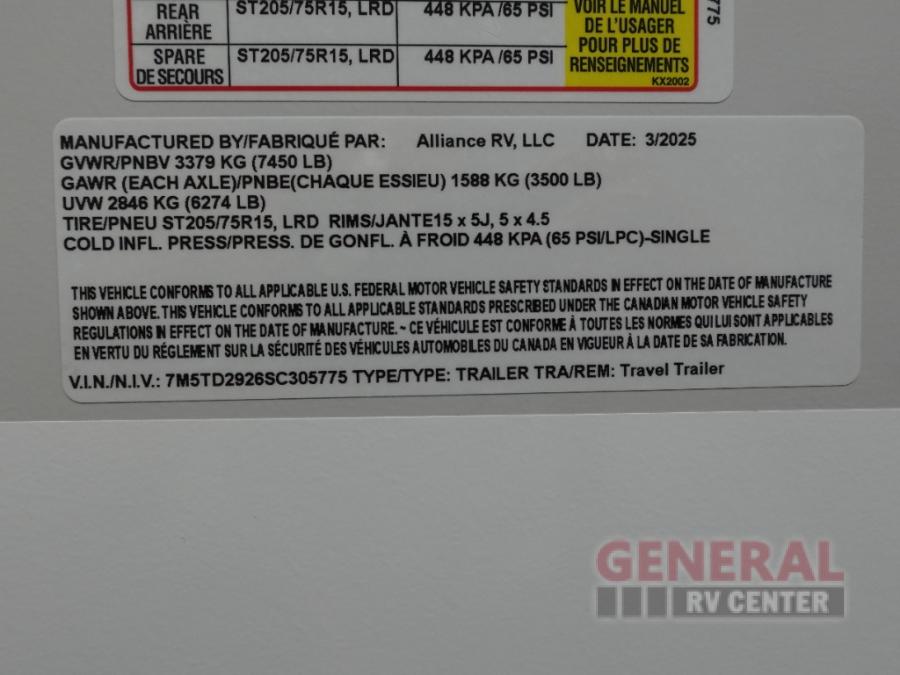 REAR
ARRIÈRE
ST205/75R15, LRD
448 KPA/65 PSI
SPARE
DE SECOURS
ST205/75R15, LRD
448 KPA/65 PSI
VOIR LE MANUEL
DE L'USAGER
POUR PLUS DE
RENSEIGNEMENTS
KX2002
775
MANUFACTURED BY/FABRIQUÉ PAR: Alliance RV, LLC DATE: 3/2025
GVWR/PNBV 3379 KG (7450 LB)
GAWR (EACH AXLE)/PNBE(CHAQUE ESSIEU) 1588 KG (3500 LB)
UVW 2846 KG (6274 LB)
TIRE/PNEU ST205/75R15, LRD RIMS/JANTE15 x 5J, 5 x 4.5
COLD INFL. PRESS/PRESS. DE GONFL. À FROID 448 KPA (65 PSI/LPC)-SINGLE
THIS VEHICLE CONFORMS TO ALL APPLICABLE U.S. FEDERAL MOTOR VEHICLE SAFETY STANDARDS IN EFFECT ON THE DATE OF MANUFACTURE
SHOWN ABOVE. THIS VEHICLE CONFORMS TO ALL APPLICABLE STANDARDS PRESCRIBED UNDER THE CANADIAN MOTOR VEHICLE SAFETY
REGULATIONS IN EFFECT ON THE DATE OF MANUFACTURE. ~ CE VÉHICULE EST CONFORME À TOUTES LES NORMES QUI LUI SONT APPLICABLES
EN VERTU DU RÉGLEMENT SUR LA SÉCURITÉ DES VÉHICULES AUTOMOBILES DU CANADA EN VIGUEUR À LA DATE DE SA FABRICATION.
V.I.N./N.I.V.: 7M5TD2926SC305775 TYPE/TYPE: TRAILER TRA/REM: Travel Trailer
GENERAL
RV CENTER